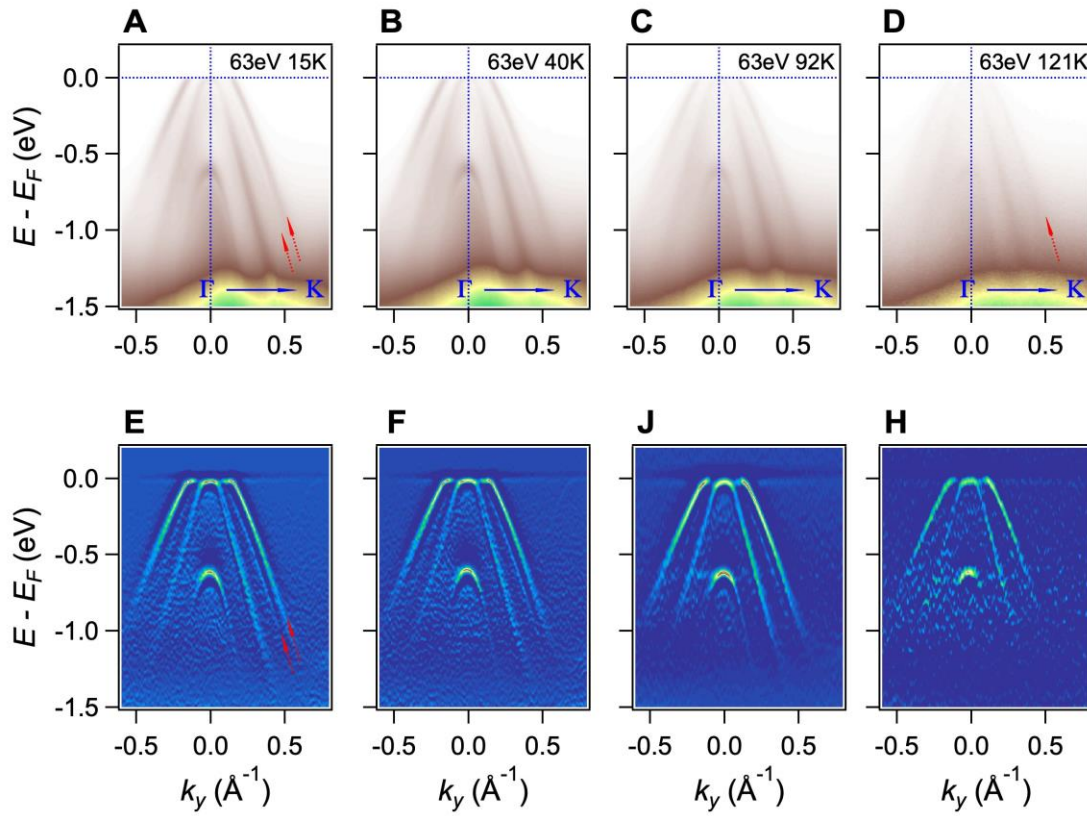 A B C D
63eV 15K 63eV 40K 63eV 92K 63eV 121K
0.0
-0.5
-1.0
-1.5
E - E_F (eV)
Γ K Γ K Γ K Γ K
-0.5 0.0 0.5 -0.5 0.0 0.5 -0.5 0.0 0.5 -0.5 0.0 0.5
E F J H
0.0
-0.5
-1.0
-1.5
E - E_F (eV)
-0.5 0.0 0.5 -0.5 0.0 0.5 -0.5 0.0 0.5 -0.5 0.0 0.5
k_y (Å⁻¹) k_y (Å⁻¹) k_y (Å⁻¹) k_y (Å⁻¹)